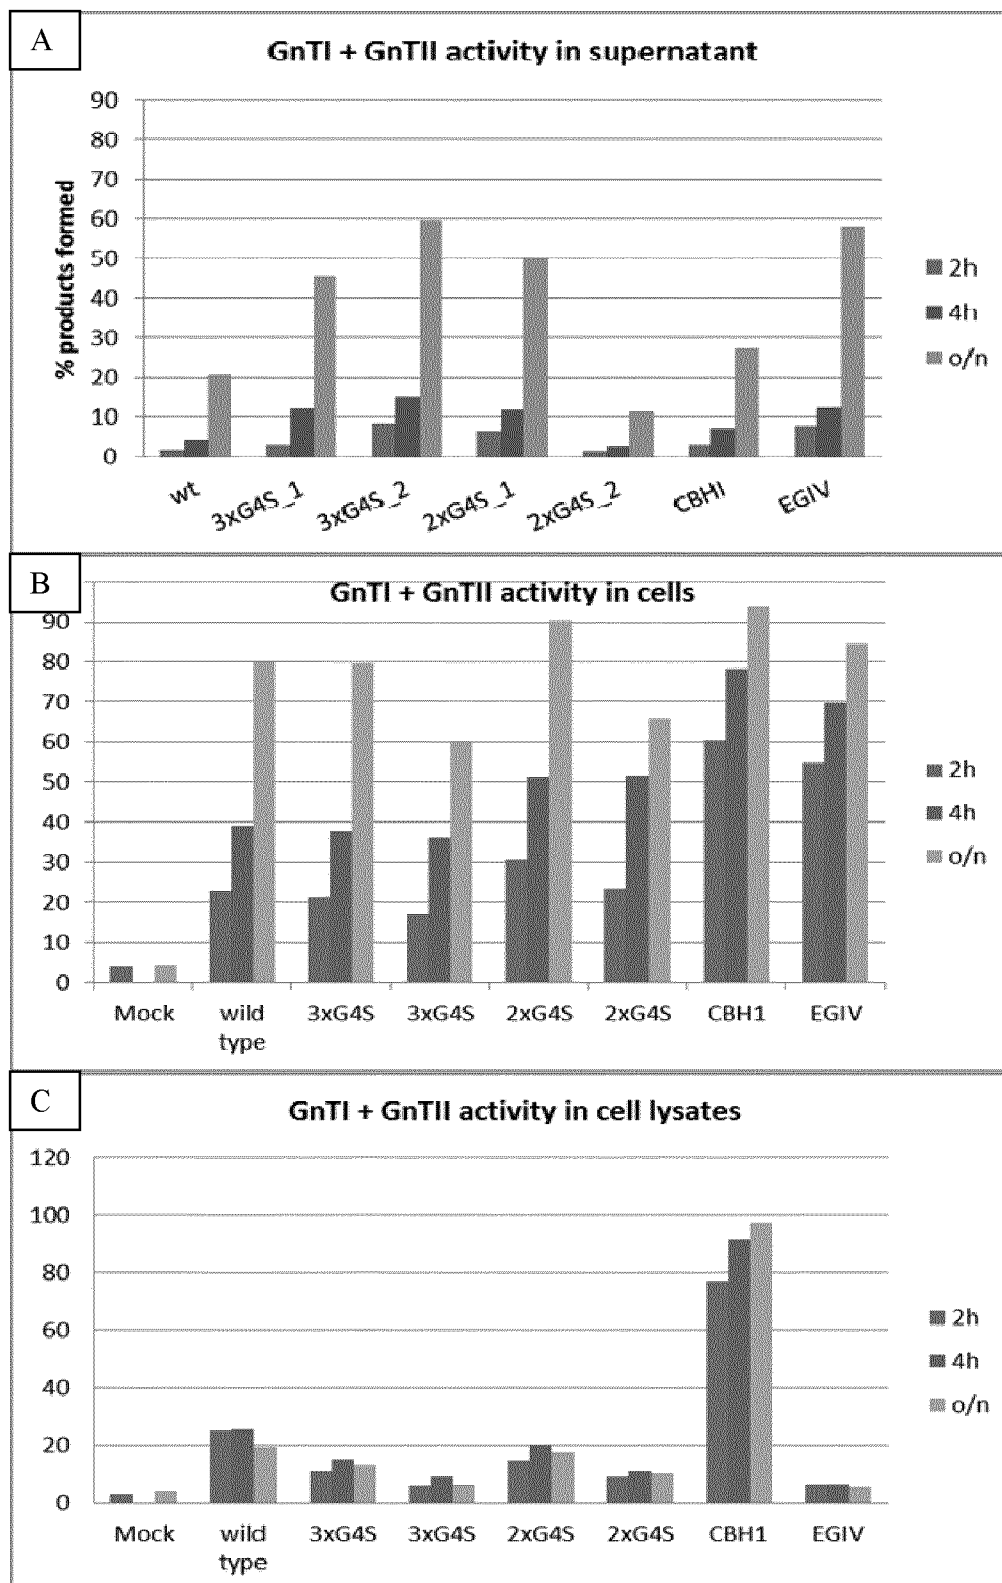 A
GnTI + GnTII activity in supernatant
% products formed
90
80
70
60
50
40
30
20
10
0
wt
3xG4S_1
3xG4S_2
2xG4S_1
2xG4S_2
CBHI
EGIV
2h
4h
o/n
B
GnTI + GnTII activity in cells
90
80
70
60
50
40
30
20
10
0
Mock
wild type
3xG4S
3xG4S
2xG4S
2xG4S
CBH1
EGIV
2h
4h
o/n
C
GnTI + GnTII activity in cell lysates
120
100
80
60
40
20
0
Mock
wild type
3xG4S
3xG4S
2xG4S
2xG4S
CBH1
EGIV
2h
4h
o/n